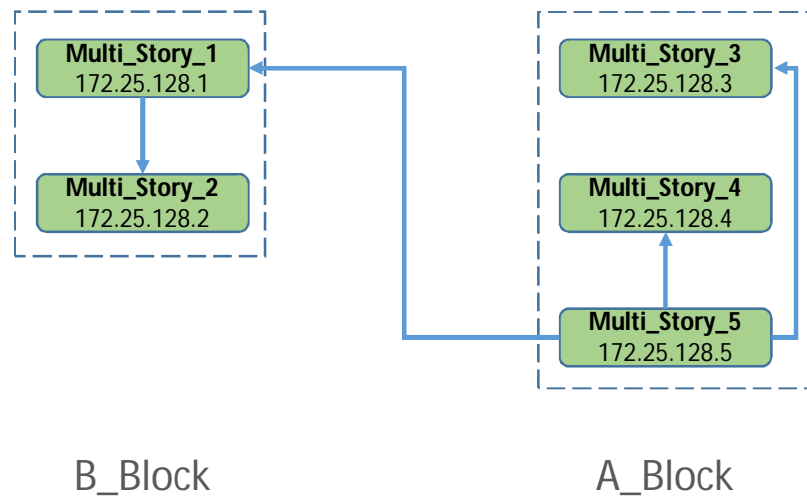 Multi_Story_1
172.25.128.1
Multi_Story_2
172.25.128.2
B_Block
Multi_Story_3
172.25.128.3
Multi_Story_4
172.25.128.4
Multi_Story_5
172.25.128.5
A_Block